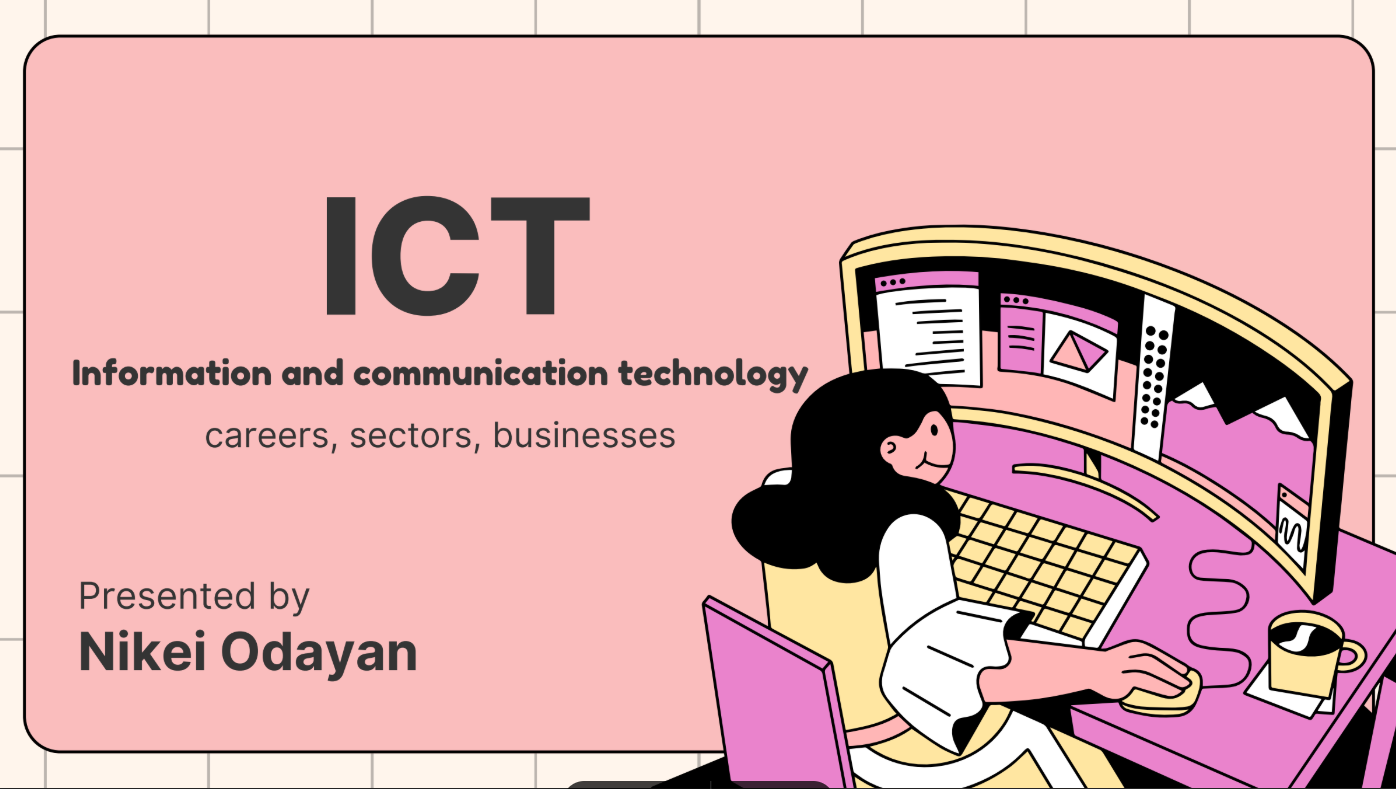 ICT
Information and communication technology
careers, sectors, businesses
Presented by
Nikei Odayan